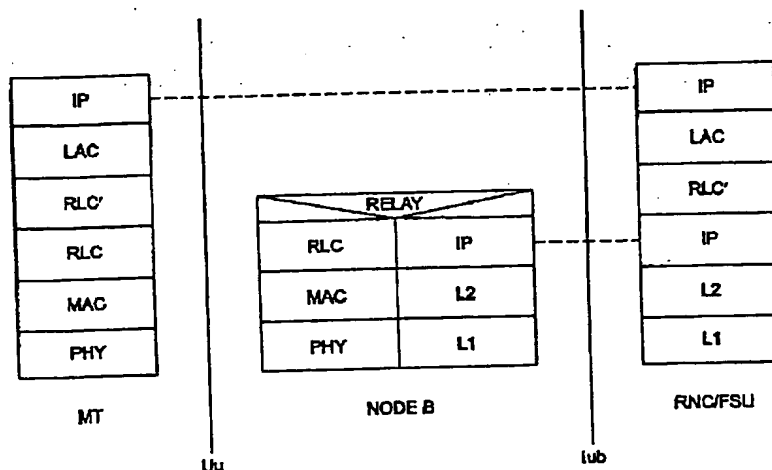 IP
LAC
RLC'
RLC
MAC
PHY
MT
Uu
RELAY
RLC IP
MAC L2
PHY L1
NODE B
Iub
IP
LAC
RLC'
IP
L2
L1
RNC/FSU